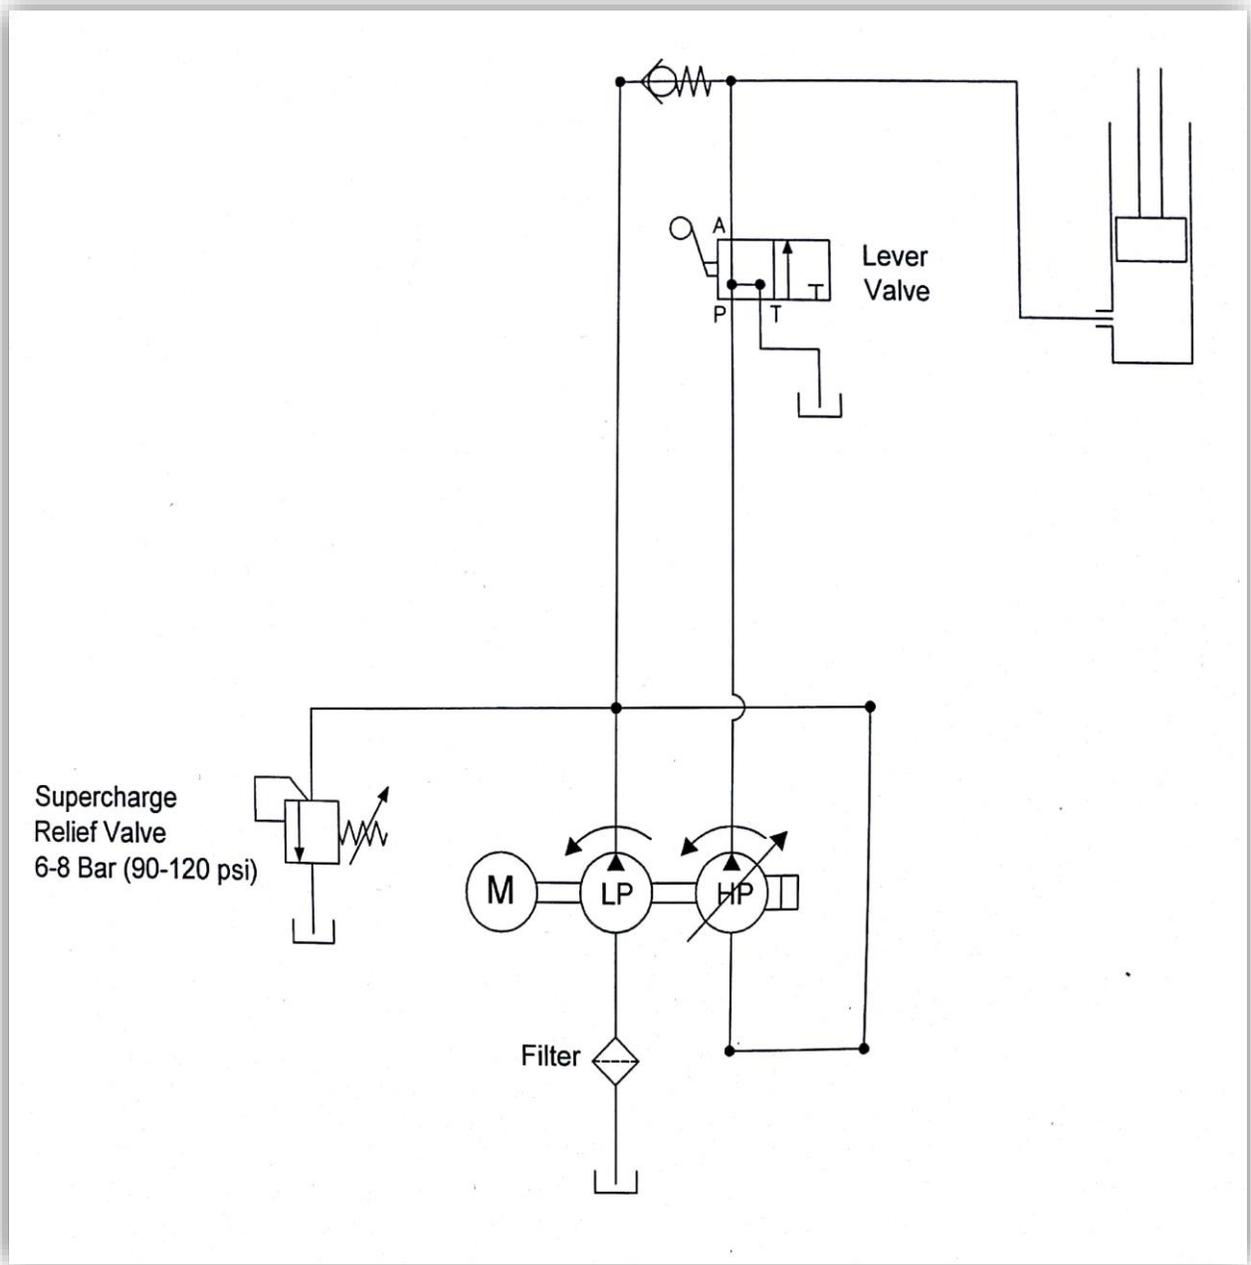 A
Lever
Valve
T
P
T
Supercharge
Relief Valve
6-8 Bar (90-120 psi)
M
LP
HP
Filter